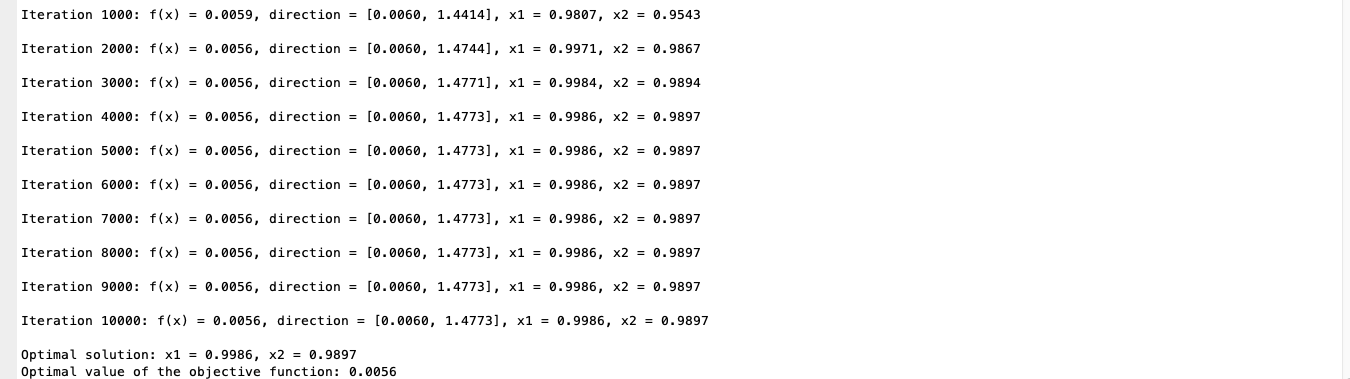 Iteration 1000: f(x) = 0.0059, direction = [0.0060, 1.4414], x1 = 0.9807, x2 = 0.9543
Iteration 2000: f(x) = 0.0056, direction = [0.0060, 1.4744], x1 = 0.9971, x2 = 0.9867
Iteration 3000: f(x) = 0.0056, direction = [0.0060, 1.4771], x1 = 0.9984, x2 = 0.9894
Iteration 4000: f(x) = 0.0056, direction = [0.0060, 1.4773], x1 = 0.9986, x2 = 0.9897
Iteration 5000: f(x) = 0.0056, direction = [0.0060, 1.4773], x1 = 0.9986, x2 = 0.9897
Iteration 6000: f(x) = 0.0056, direction = [0.0060, 1.4773], x1 = 0.9986, x2 = 0.9897
Iteration 7000: f(x) = 0.0056, direction = [0.0060, 1.4773], x1 = 0.9986, x2 = 0.9897
Iteration 8000: f(x) = 0.0056, direction = [0.0060, 1.4773], x1 = 0.9986, x2 = 0.9897
Iteration 9000: f(x) = 0.0056, direction = [0.0060, 1.4773], x1 = 0.9986, x2 = 0.9897
Iteration 10000: f(x) = 0.0056, direction = [0.0060, 1.4773], x1 = 0.9986, x2 = 0.9897
Optimal solution: x1 = 0.9986, x2 = 0.9897
Optimal value of the objective function: 0.0056